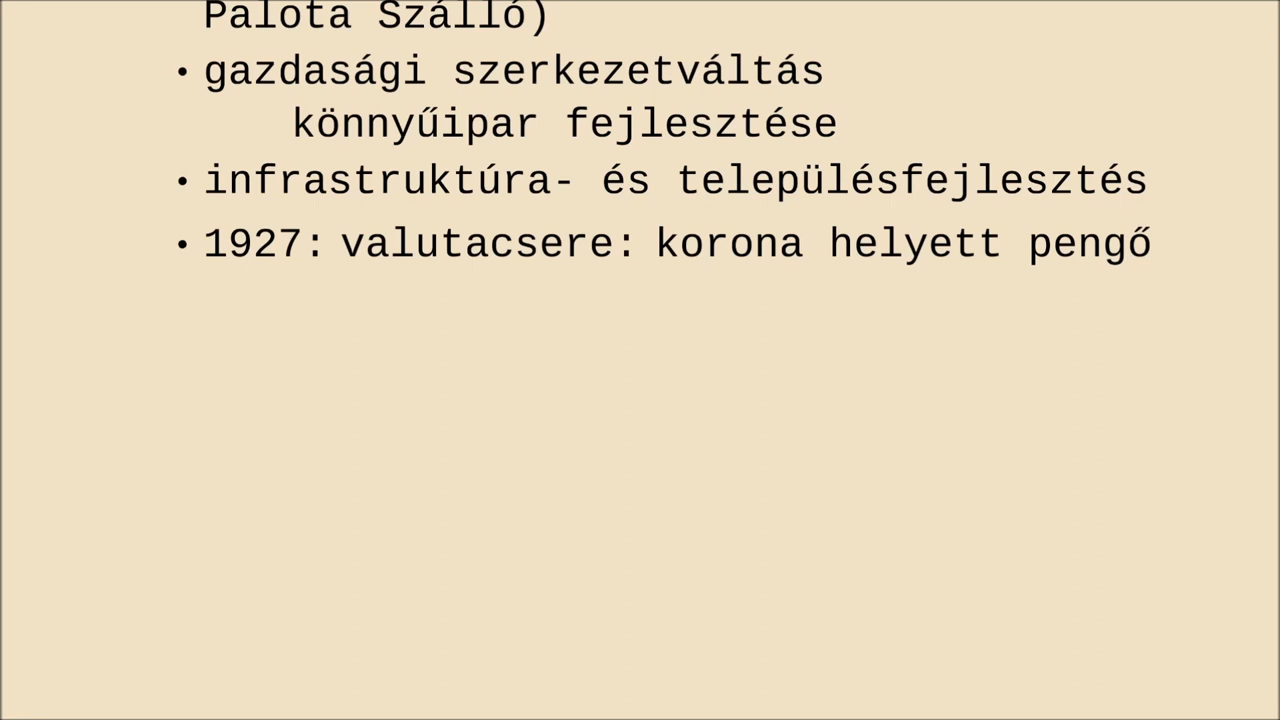 Palota Szálló)
• gazdasági szerkezetváltás
könnyűipar fejlesztése
• infrastruktúra- és településfejlesztés
• 1927: valutacsere: korona helyett pengő